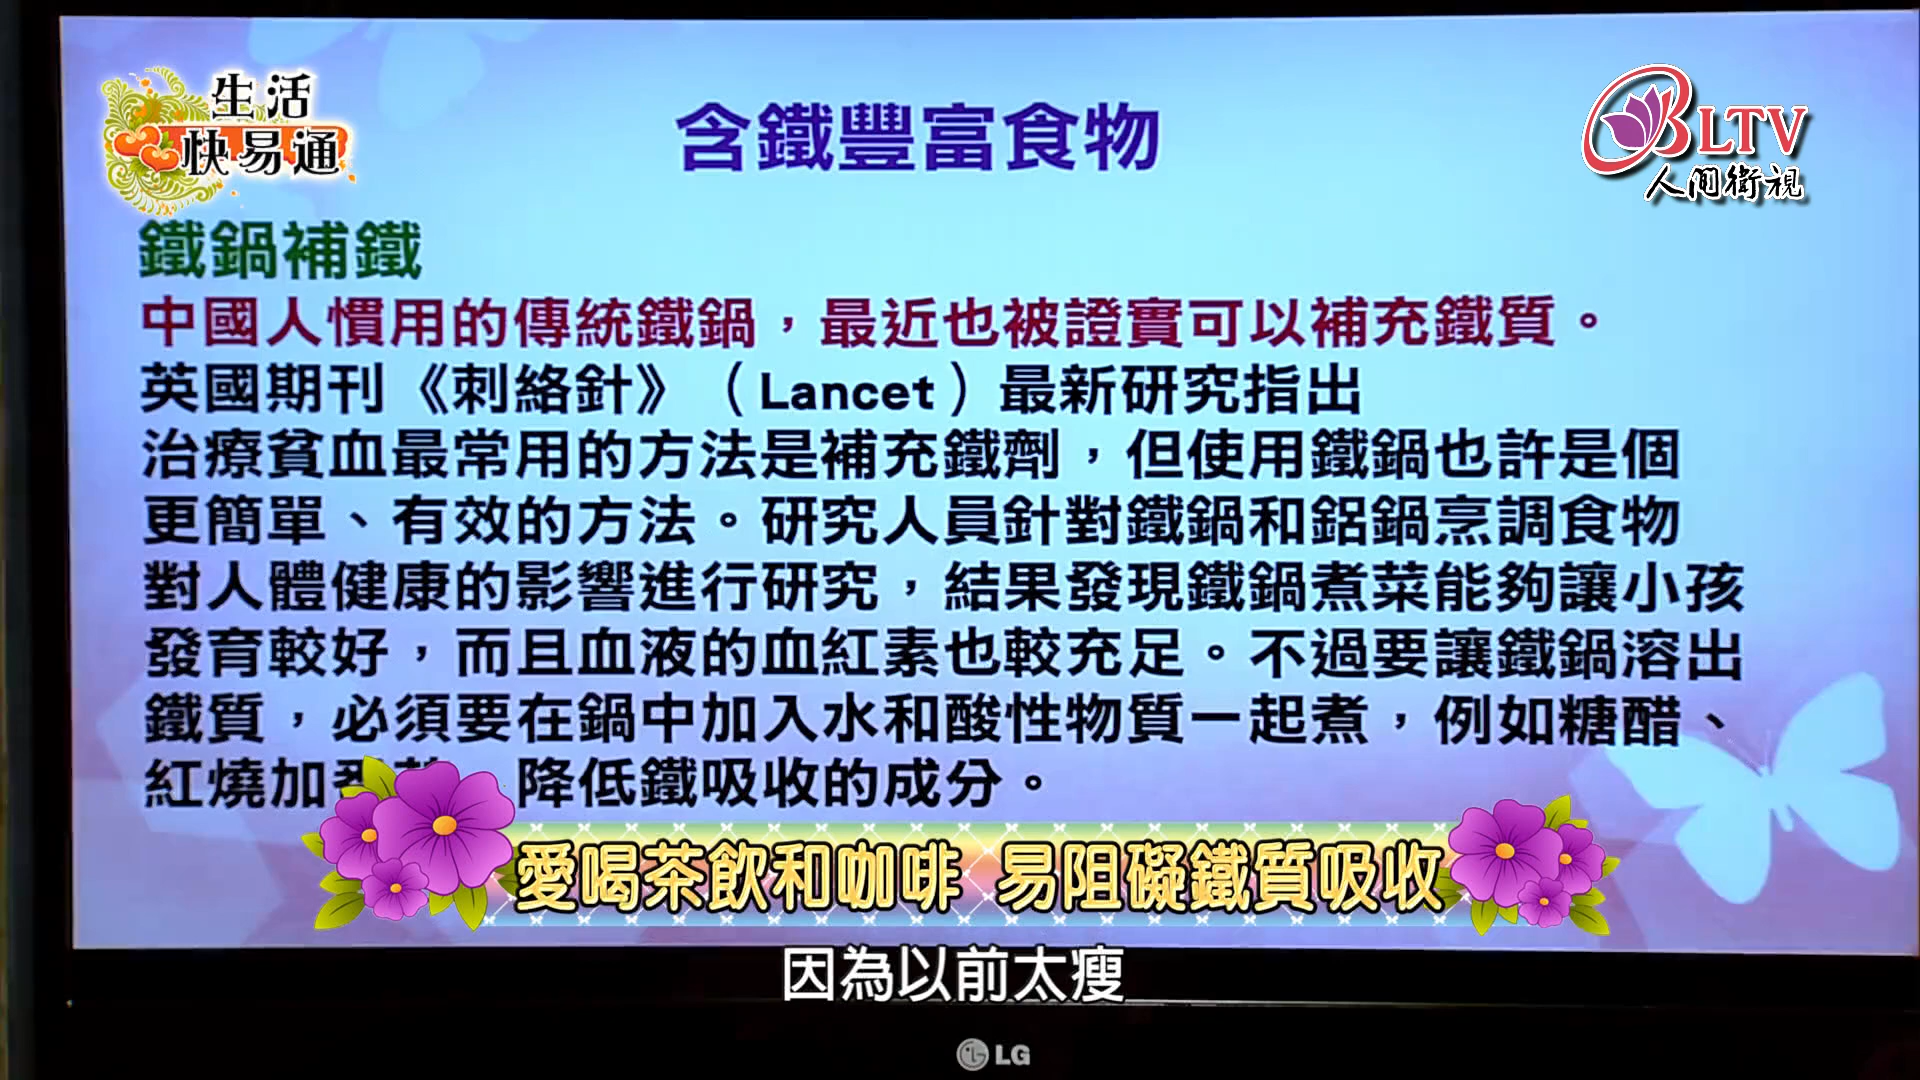 生活
快易通
BLTV
人間衛視
含鐵豐富食物
鐵鍋補鐵
中國人慣用的傳統鐵鍋，最近也被證實可以補充鐵質。
英國期刊《刺絡針》（Lancet）最新研究指出
治療貧血最常用的方法是補充鐵劑，但使用鐵鍋也許是個
更簡單、有效的方法。研究人員針對鐵鍋和鋁鍋烹調食物
對人體健康的影響進行研究，結果發現鐵鍋煮菜能夠讓小孩
發育較好，而且血液的血紅素也較充足。不過要讓鐵鍋溶出
鐵質，必須要在鍋中加入水和酸性物質一起煮，例如糖醋、
紅燒加 降低鐵吸收的成分。
愛喝茶飲和咖啡 易阻礙鐵質吸收
因為以前太瘦
LG